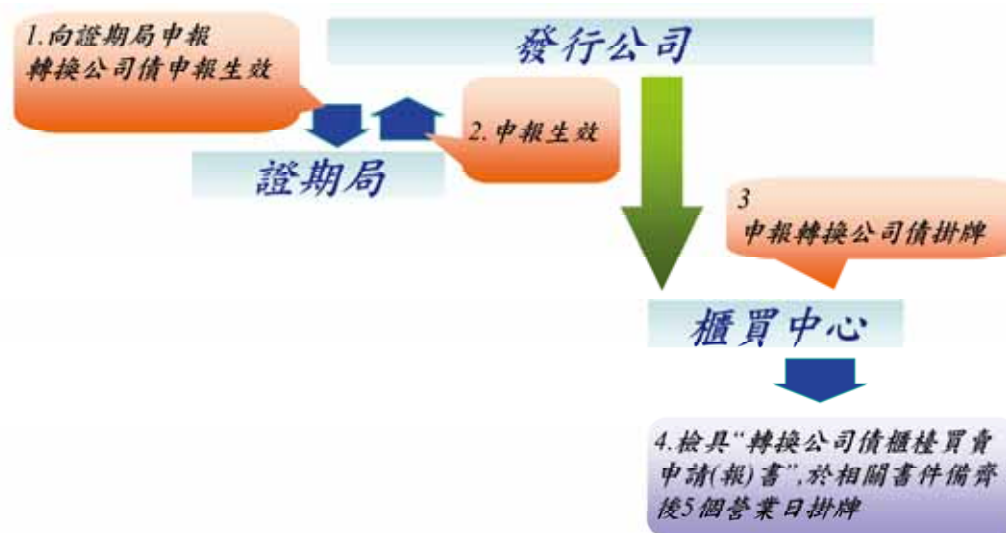 1.向證期局申報
轉換公司債申報生效
發行公司
2.申報生效
證期局
3
申報轉換公司債掛牌
櫃買中心
4.檢具“轉換公司債櫃檯買賣
申請(報)書”,於相關書件備齊
後5個營業日掛牌